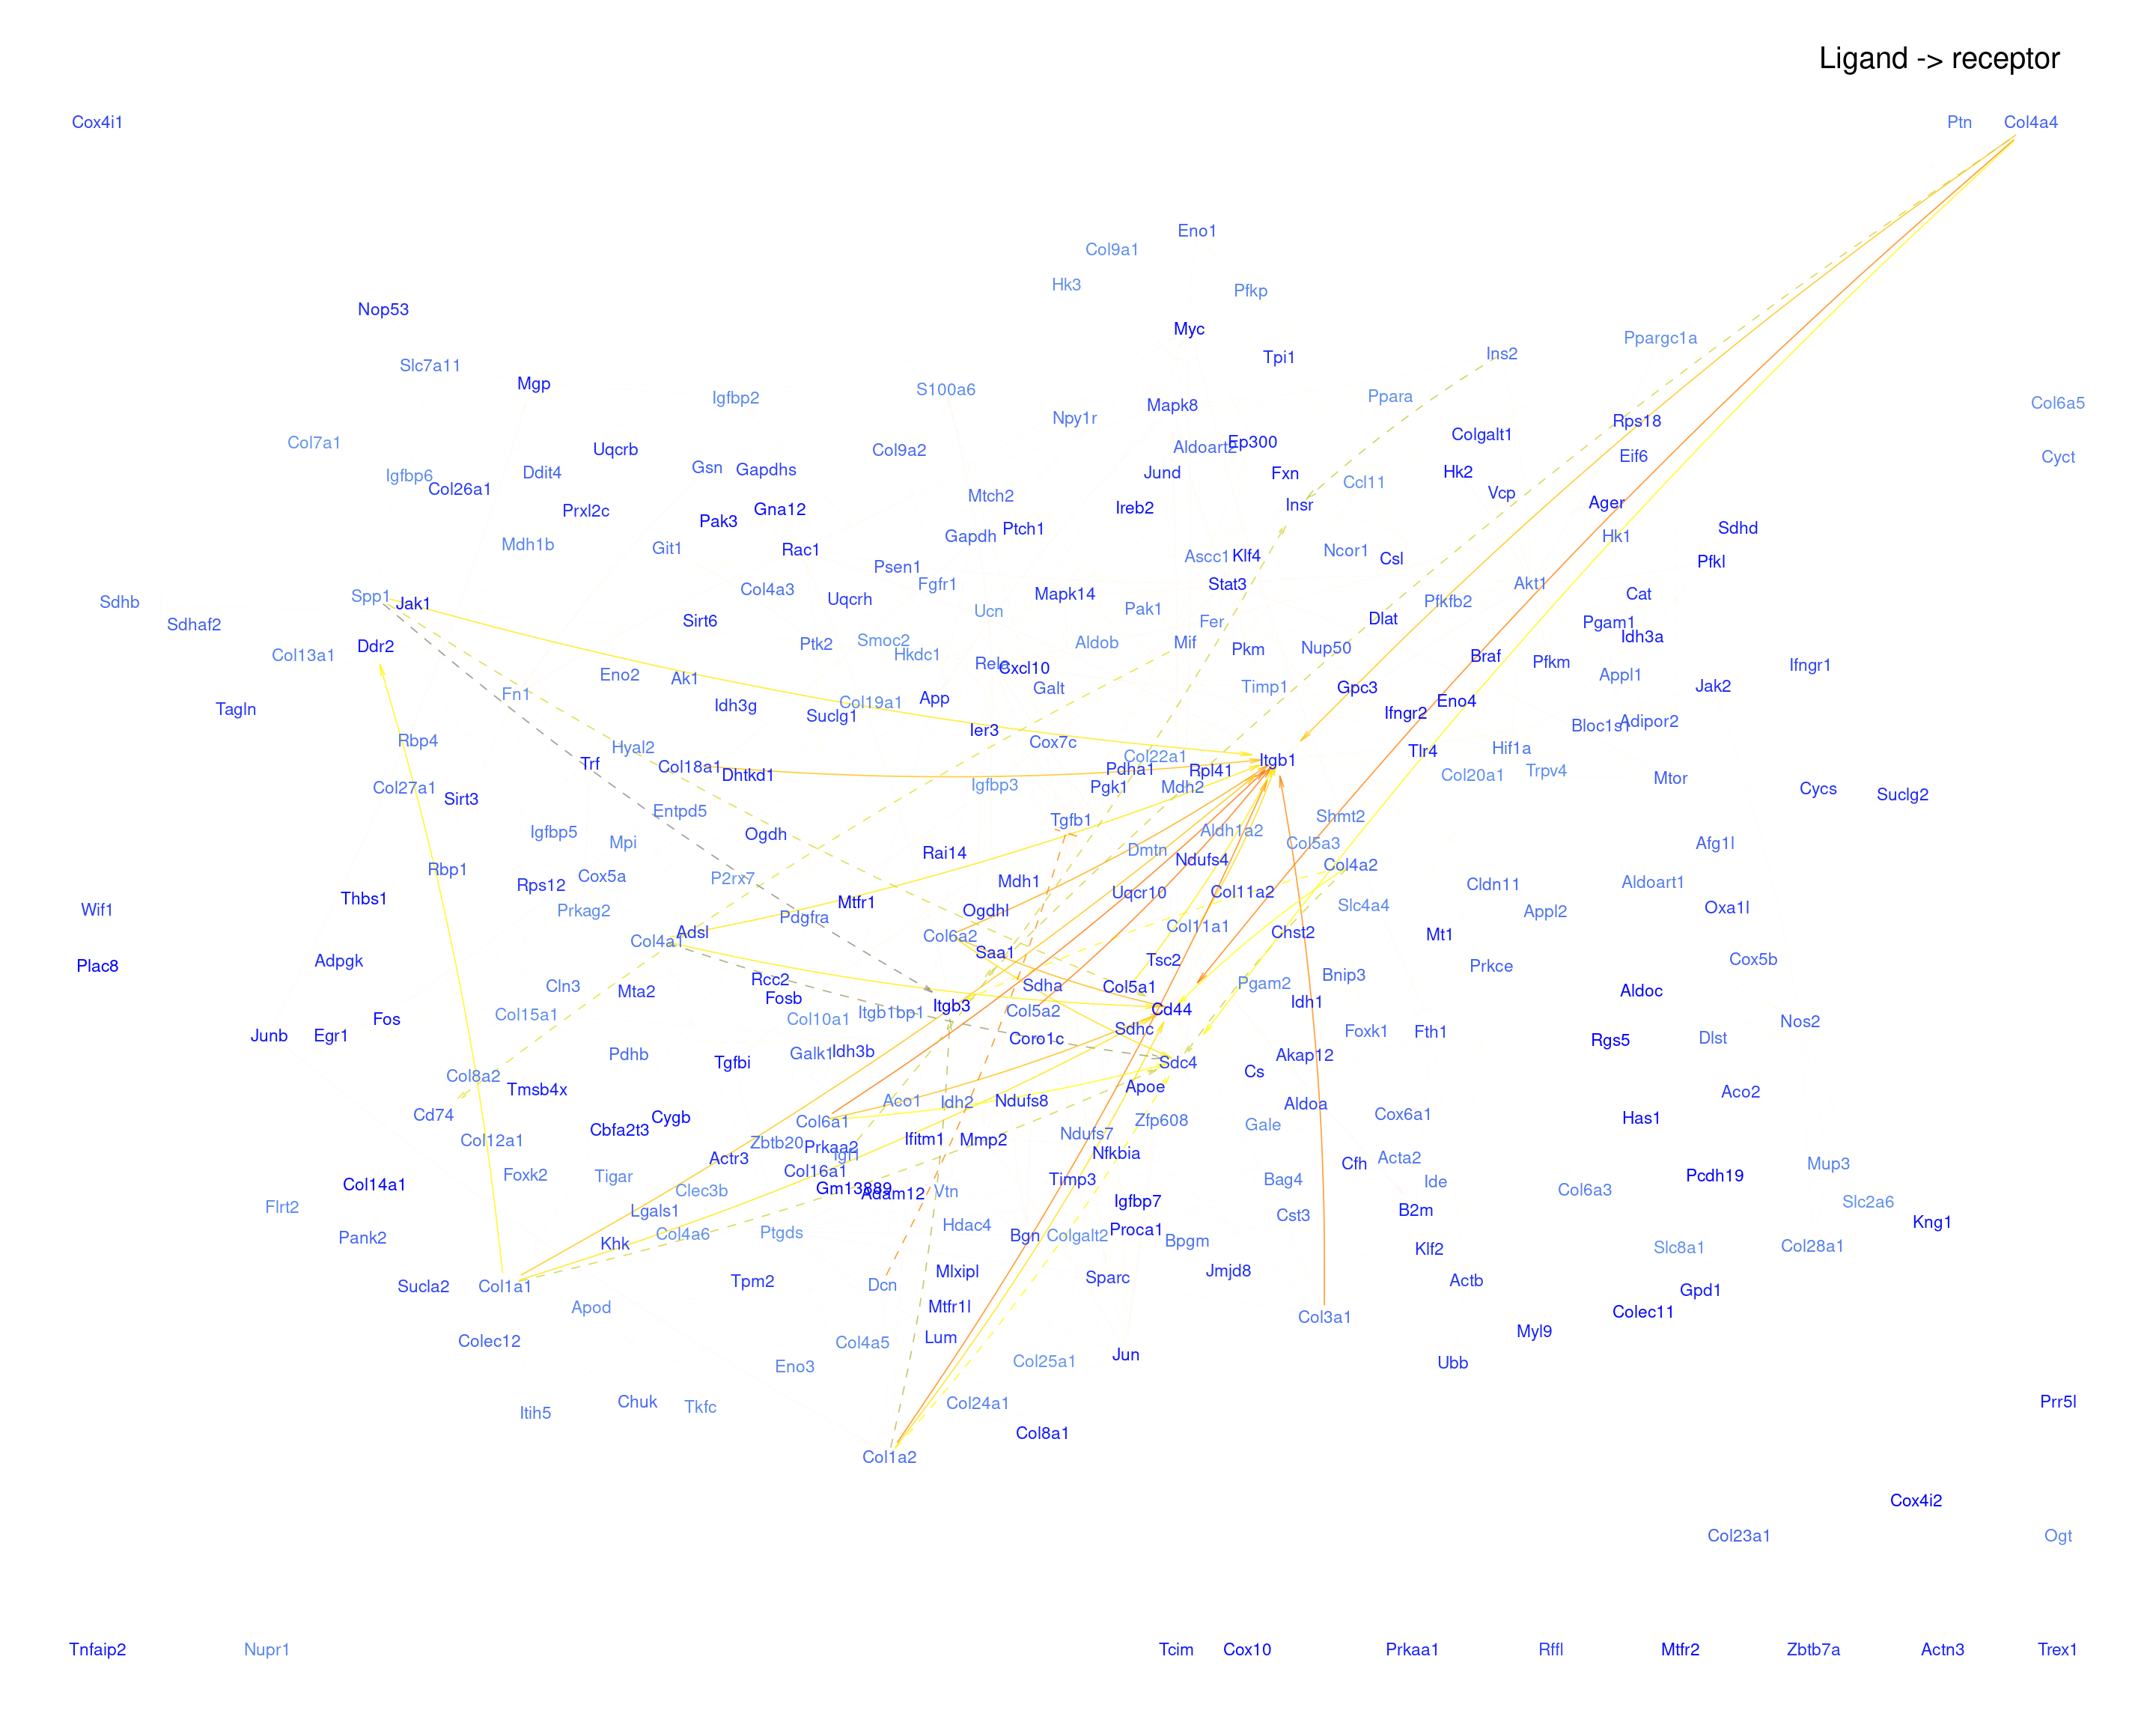 Ligand -> receptor
Cox4i1
Ptn
Col4a4
Eno1
Col9a1
Hk3
Pfkp
Nop53
Myc
Ppargc1a
Ins2
Tpi1
Slc7a11
Mgp
S100a6
Igfbp2
Ppara
Col6a5
Mapk8
Npy1r
Rps18
Colgalt1
Col7a1
Ep300
Aldoart2
Uqcrb
Col9a2
Eif6
Cyct
Gsn
Gapdhs
Igfbp6
Ddit4
Jund
Fxn
Hk2
Ccl11
Col26a1
Mtch2
Vcp
Ager
Prxl2c
Gna12
Ireb2
Insr
Pak3
Ptch1
Sdhd
Gapdh
Hk1
Mdh1b
Git1
Rac1
Ascc1
Klf4
Ncor1
Csl
Pfkl
Psen1
Fgfr1
Stat3
Akt1
Col4a3
Mapk14
Cat
Spp1
Jak1
Sdhb
Uqcrh
Pfkfb2
Ucn
Pak1
Sdhaf2
Sirt6
Fer
Dlat
Pgam1
Idh3a
Ddr2
Ptk2
Smoc2
Aldob
Mif
Pkm
Nup50
Col13a1
Hkdc1
Rela
Cxcl10
Braf
Pfkm
Ifngr1
Eno2
Ak1
Appl1
Fn1
Galt
Timp1
Gpc3
Jak2
Tagln
Idh3g
Col19a1
App
Suclg1
Ifngr2
Eno4
Ier3
Bloc1s1
Adipor2
Rbp4
Hyal2
Cox7c
Tlr4
Hif1a
Trf
Col18a1
Dhtkd1
Col22a1
Itgb1
Pdha1
Rpl41
Col20a1
Trpv4
Mtor
Col27a1
Sirt3
Igfbp3
Pgk1
Mdh2
Cycs
Suclg2
Entpd5
Tgfb1
Shmt2
Igfbp5
Mpi
Ogdh
Aldh1a2
Col5a3
Afg1l
Rai14
Dmtn
Ndufs4
Col4a2
Rbp1
Cox5a
P2rx7
Mdh1
Rps12
Uqcr10
Col11a2
Cldn11
Aldoart1
Thbs1
Mtfr1
Wif1
Prkag2
Pdgfra
Ogdhl
Slc4a4
Appl2
Oxa1l
Col4a1
Adsl
Col6a2
Col11a1
Chst2
Mt1
Saa1
Plac8
Adpgk
Tsc2
Prkce
Cox5b
Cln3
Mta2
Rcc2
Fosb
Sdha
Col5a1
Pgam2
Bnip3
Aldoc
Itgb3
Idh1
Col15a1
Fos
Col10a1
Itgb1bp1
Col5a2
Cd44
Junb
Egr1
Sdhc
Foxk1
Fth1
Nos2
Coro1c
Rgs5
Dlst
Pdhb
Tgfbi
Galk1
Idh3b
Sdc4
Akap12
Col8a2
Tmsb4x
Apoe
Cs
Aco2
Cd74
Cygb
Aco1
Idh2
Ndufs8
Aldoa
Cox6a1
Has1
Col6a1
Zfp608
Gale
Col12a1
Cbfa2t3
Zbtb20
Prkaa2
Ifitm1
Mmp2
Ndufs7
Nfkbia
Actr3
Cfh
Acta2
Mup3
Col14a1
Foxk2
Tigar
Col16a1
Timp3
Bag4
Ide
Pcdh19
Clec3b
Gm13889
Adam12
Vtn
Igfbp7
Col6a3
Slc2a6
Flrt2
Lgals1
Cst3
B2m
Pank2
Khk
Col4a6
Ptgds
Hdac4
Bgn
Colgalt2
Proca1
Bpgm
Klf2
Slc8a1
Col28a1
Kng1
Sucla2
Col1a1
Tpm2
Dcn
Mlxipl
Sparc
Jmjd8
Actb
Gpd1
Apod
Mtfr1l
Col3a1
Colec11
Colec12
Col4a5
Lum
Myl9
Eno3
Col25a1
Jun
Ubb
Itih5
Chuk
Tkfc
Col24a1
Prr5l
Col8a1
Col1a2
Cox4i2
Col23a1
Ogt
Tnfaip2
Nupr1
Tcim
Cox10
Prkaa1
Rffl
Mtfr2
Zbtb7a
Actn3
Trex1